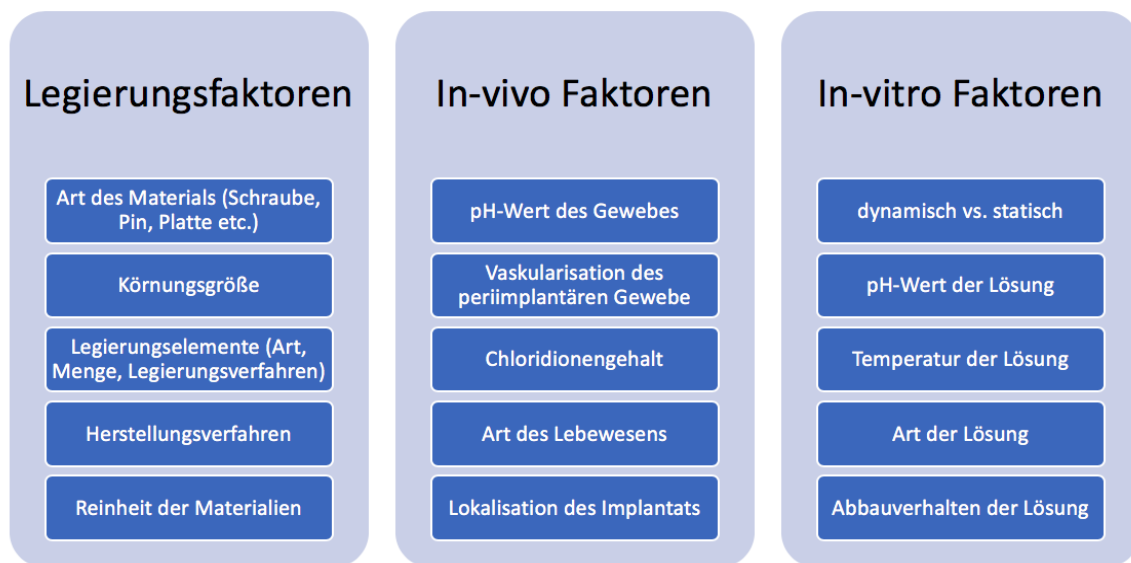 Legierungsfaktoren
Art des Materials (Schraube,
Pin, Platte etc.)
Körnungsgröße
Legierungselemente (Art,
Menge, Legierungsverfahren)
Herstellungsverfahren
Reinheit der Materialien
In-vivo Faktoren
pH-Wert des Gewebes
Vaskularisation des
periimplantären Gewebe
Chloridionengehalt
Art des Lebewesens
Lokalisation des Implantats
In-vitro Faktoren
dynamisch vs. statisch
pH-Wert der Lösung
Temperatur der Lösung
Art der Lösung
Abbauverhalten der Lösung